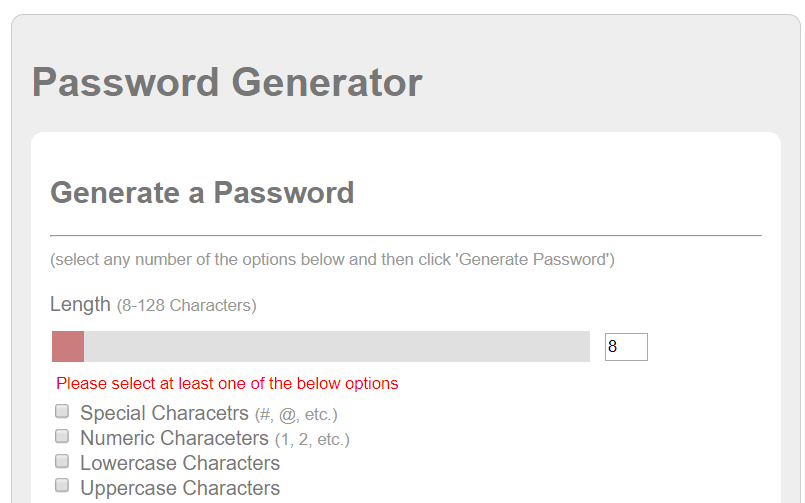 Password Generator
Generate a Password
(select any number of the options below and then click 'Generate Password')
Length (8-128 Characters)
8
Please select at least one of the below options
Special Characetrs (#, @, etc.)
Numeric Characeters (1, 2, etc.)
Lowercase Characters
Uppercase Characters